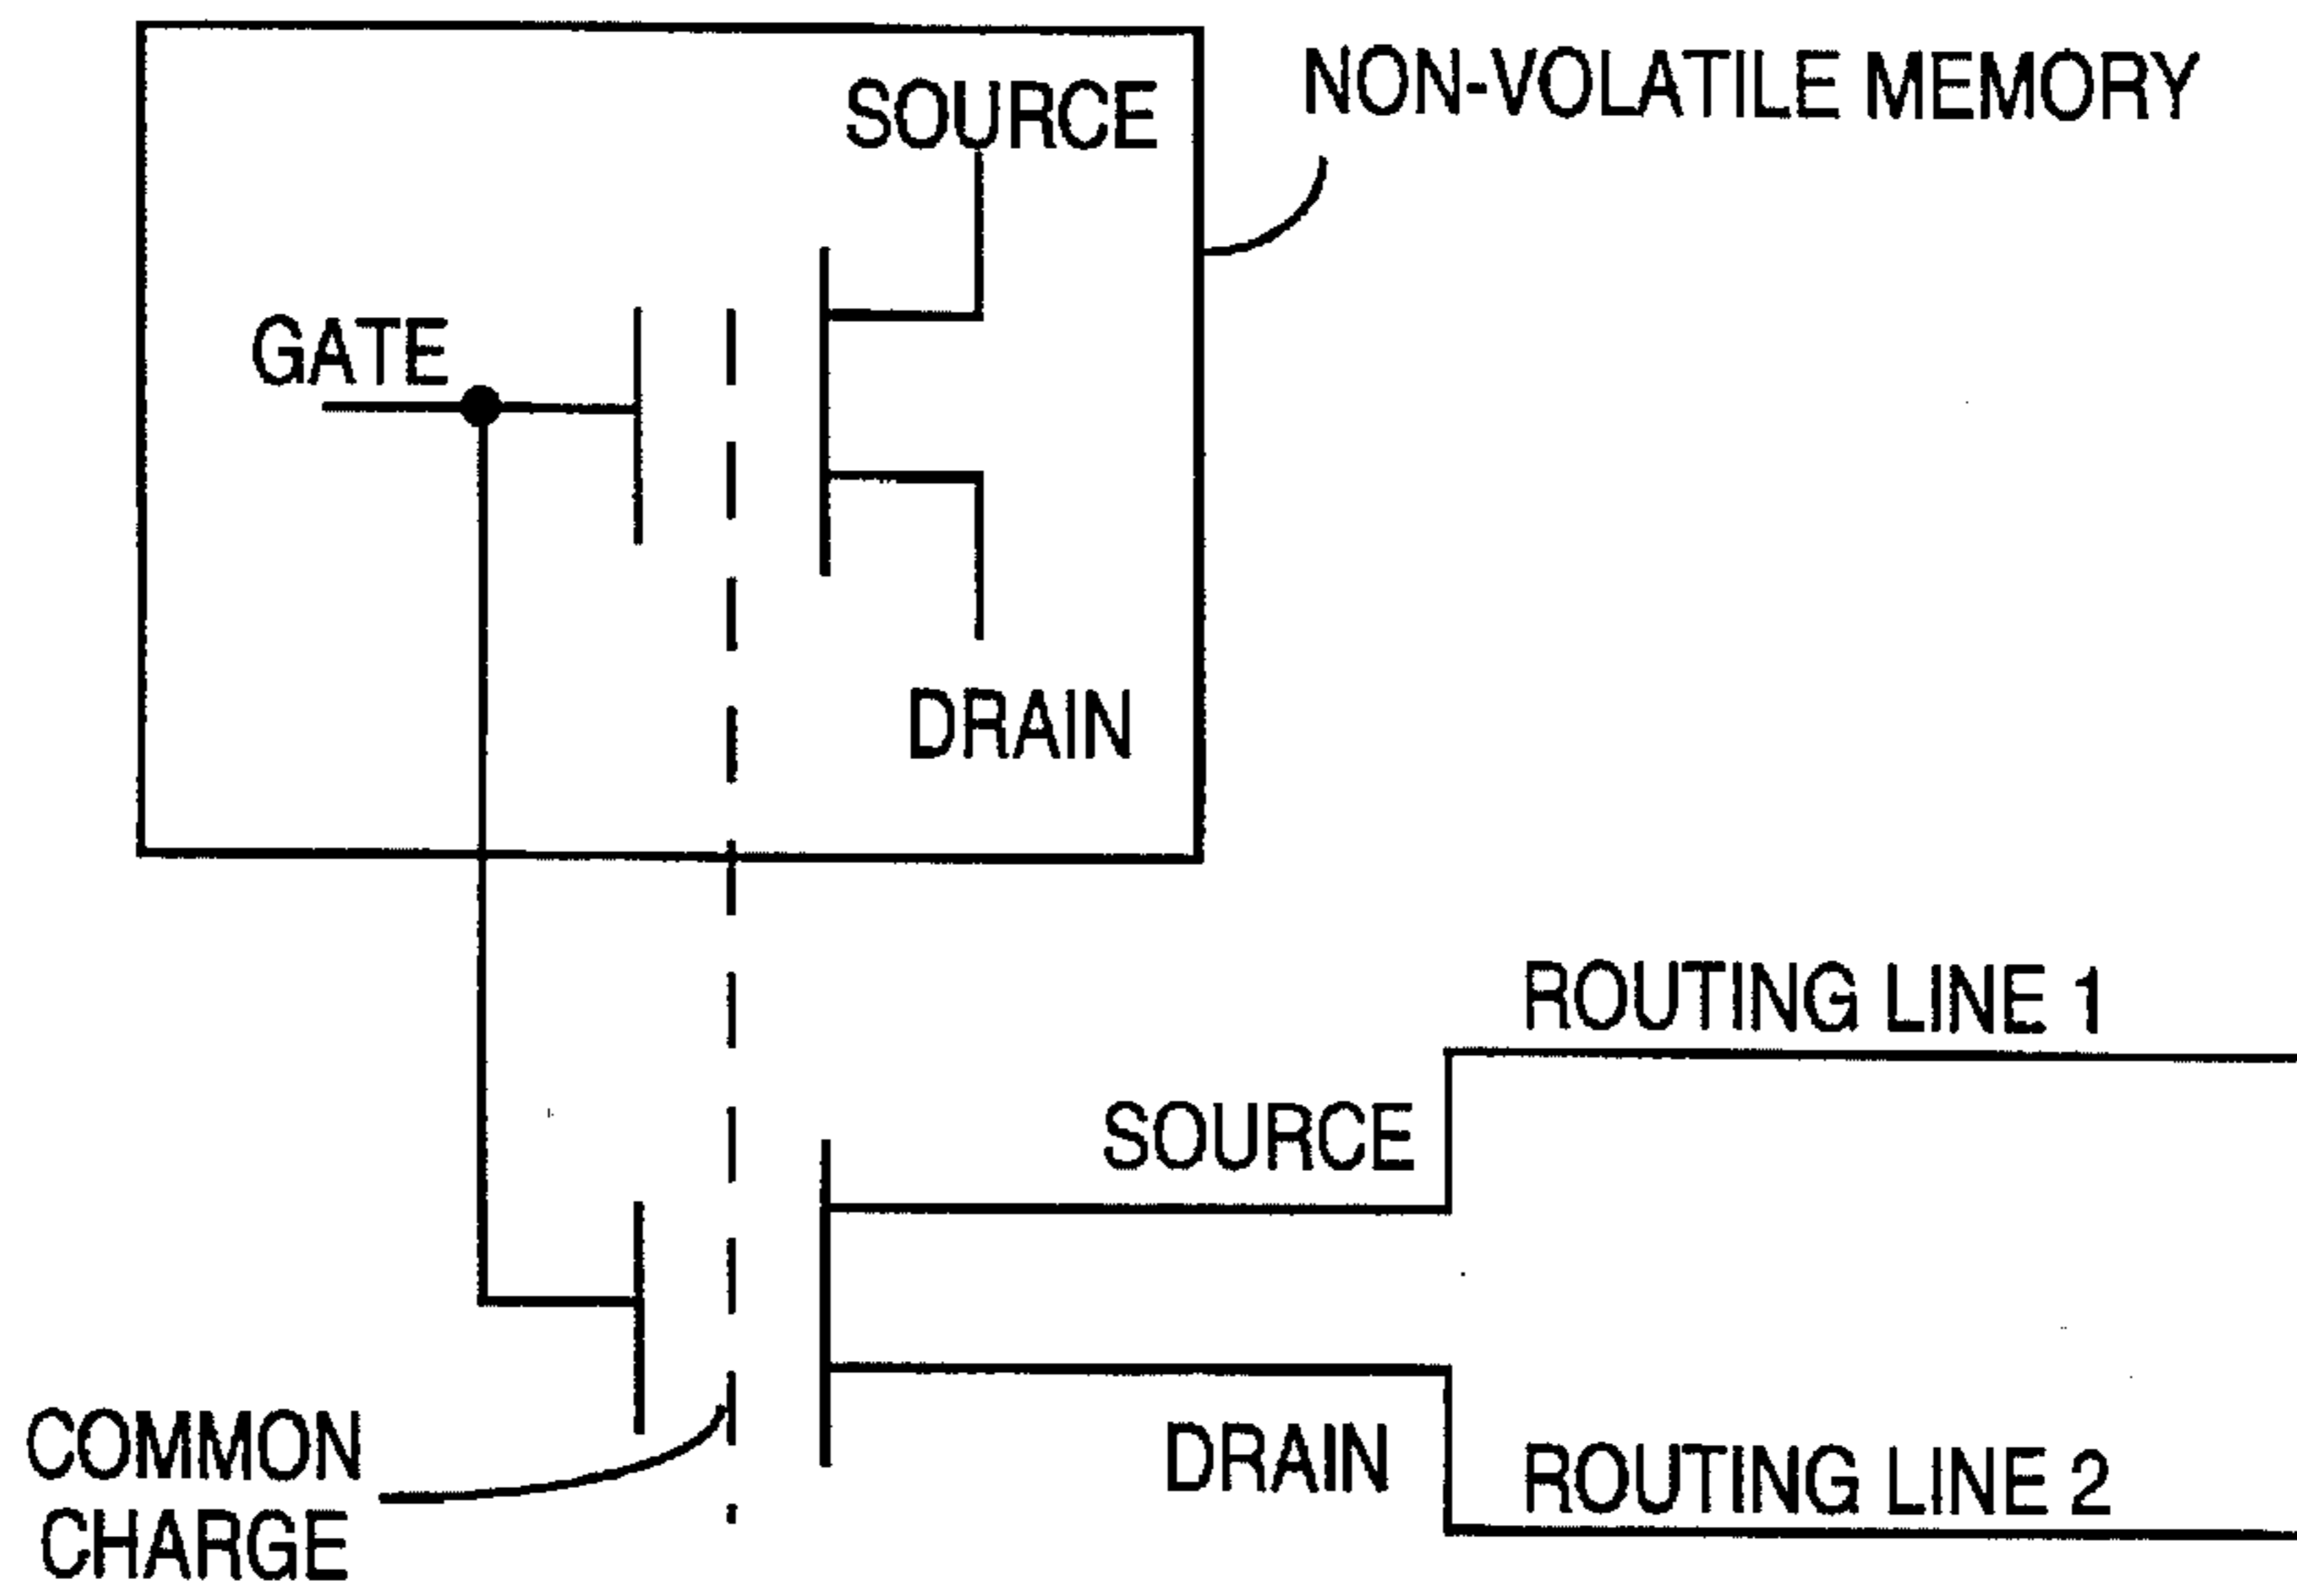 SOURCE
NON-VOLATILE MEMORY
GATE
DRAIN
ROUTING LINE 1
SOURCE
DRAIN
ROUTING LINE 2
COMMON
CHARGE